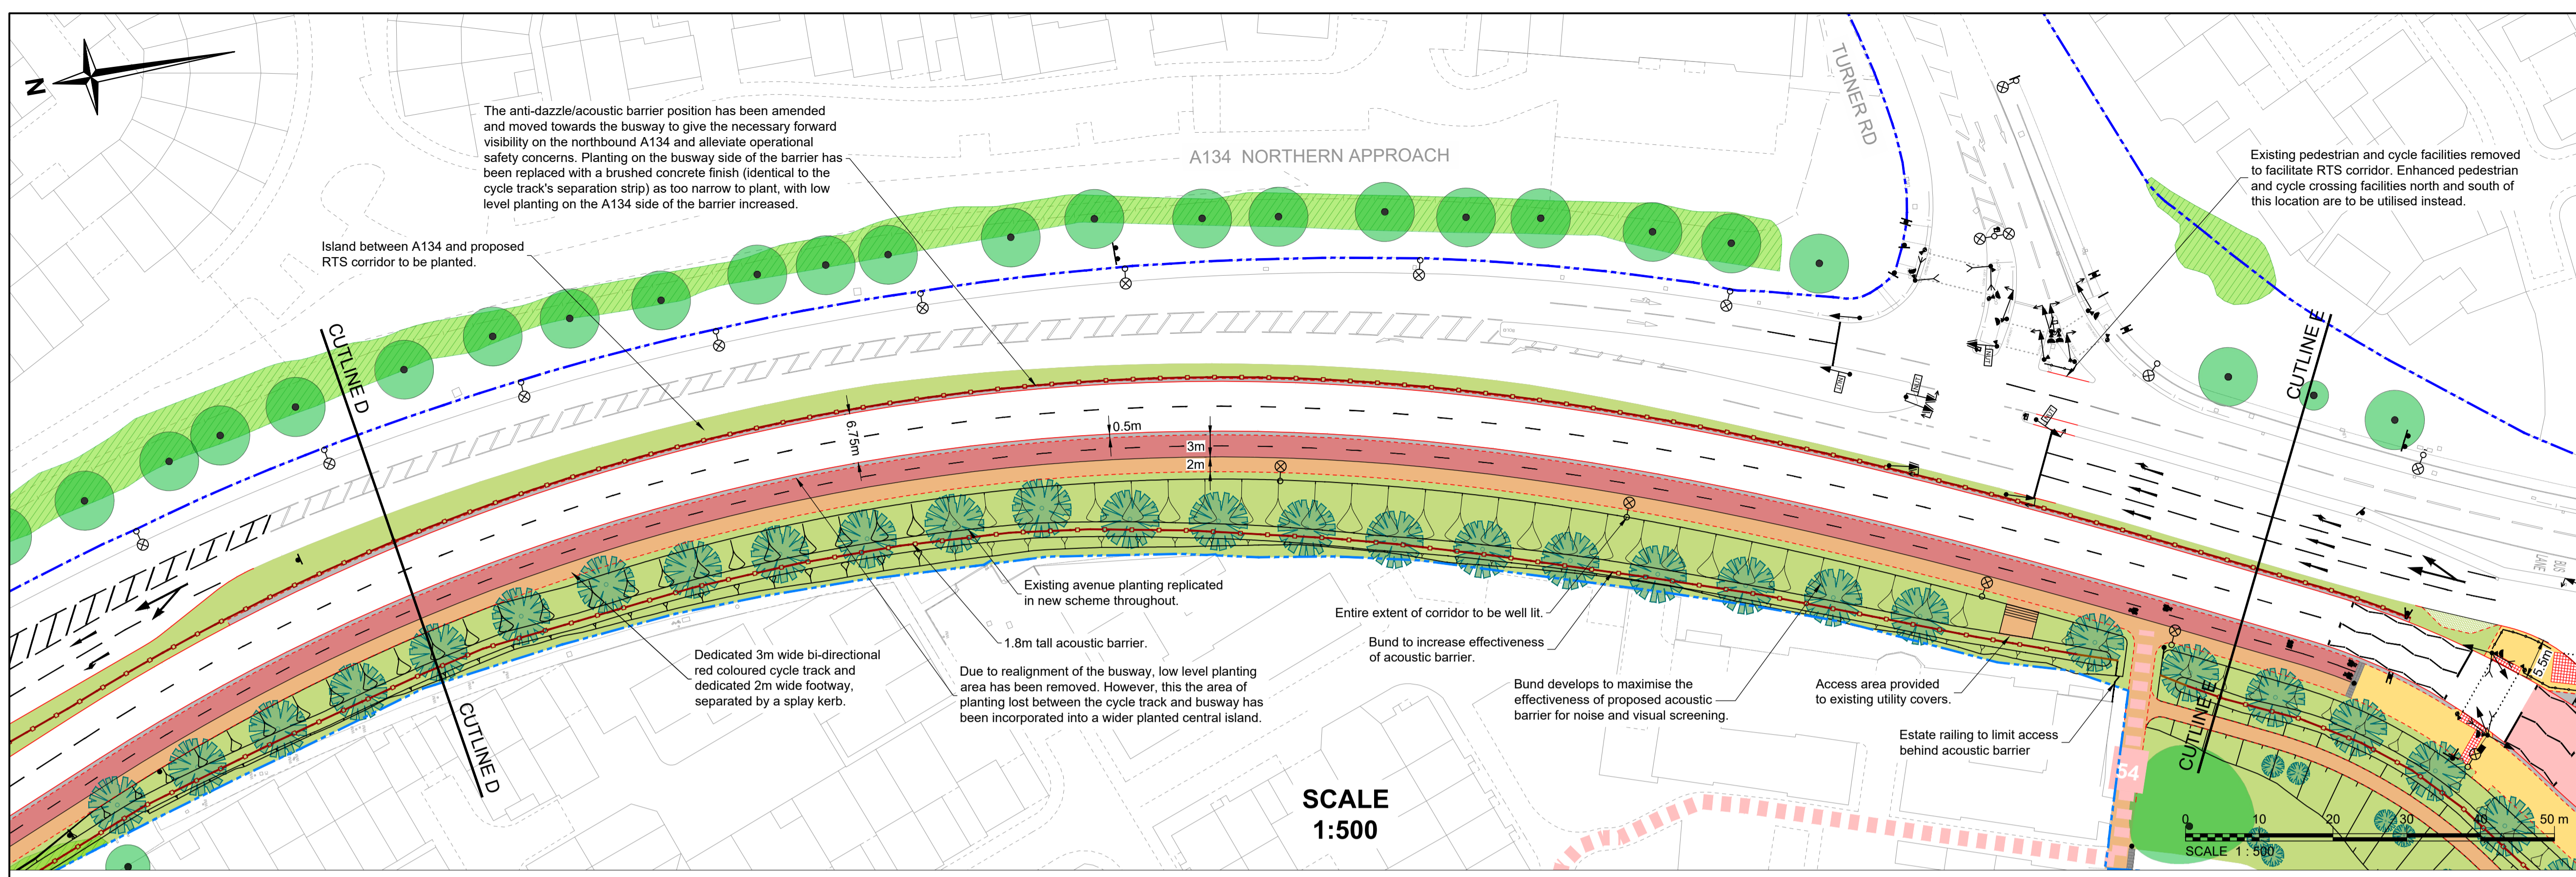 N
The anti-dazzle/acoustic barrier position has been amended
and moved towards the busway to give the necessary forward
visibility on the northbound A134 and alleviate operational
safety concerns. Planting on the busway side of the barrier has
been replaced with a brushed concrete finish (identical to the
cycle track's separation strip) as too narrow to plant, with low
level planting on the A134 side of the barrier increased.
Island between A134 and proposed
RTS corridor to be planted.
A134 NORTHERN APPROACH
TURNER RD
Existing pedestrian and cycle facilities removed
to facilitate RTS corridor. Enhanced pedestrian
and cycle crossing facilities north and south of
this location are to be utilised instead.
CUTLINE D
CUTLINE E
6.75m
0.5m
3m
2m
Existing avenue planting replicated
in new scheme throughout.
1.8m tall acoustic barrier.
Dedicated 3m wide bi-directional
red coloured cycle track and
dedicated 2m wide footway,
separated by a splay kerb.
Due to realignment of the busway, low level planting
area has been removed. However, this the area of
planting lost between the cycle track and busway has
been incorporated into a wider planted central island.
Entire extent of corridor to be well lit.
Bund to increase effectiveness
of acoustic barrier.
Bund develops to maximise the
effectiveness of proposed acoustic
barrier for noise and visual screening.
Access area provided
to existing utility covers.
Estate railing to limit access
behind acoustic barrier
BUS
LANE
5.5m
CUTLINE D
CUTLINE E
54
SCALE
1:500
0 10 20 30 40 50 m
SCALE 1 : 500